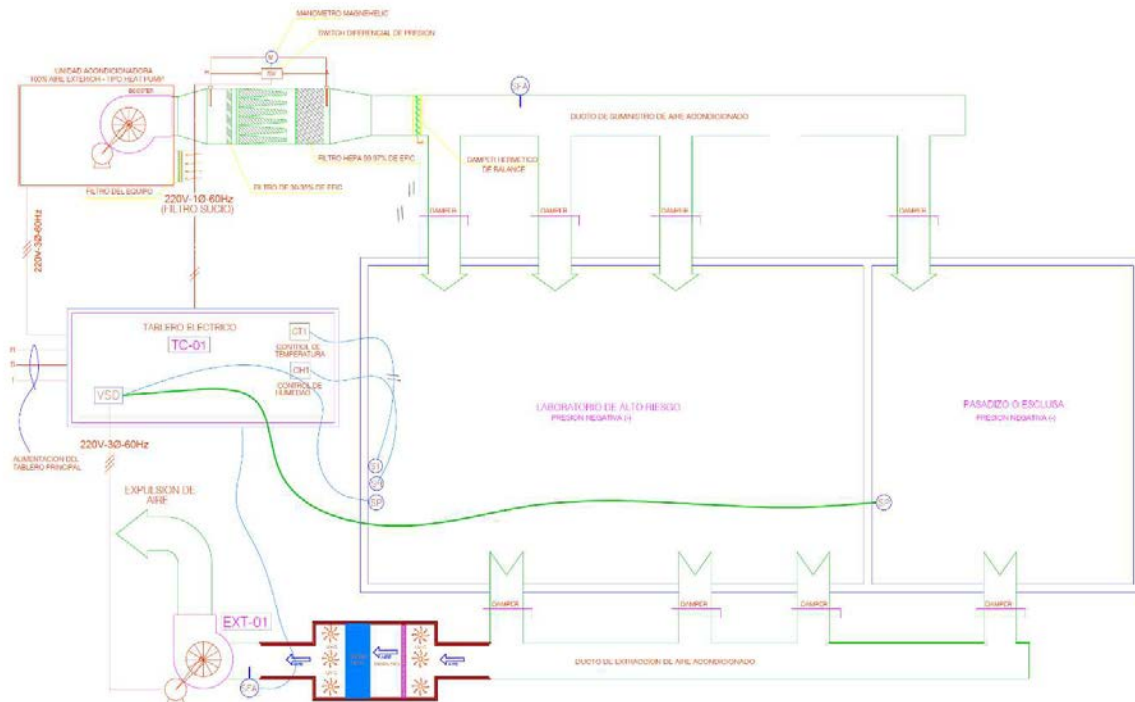 MANOMETRO MAGNEHELIC
SWITCH DIFERENCIAL DE PRESION
UNIDAD ACONDICIONADORA
100% AIRE EXTERIOR - TIPO HEAT PUMP
BOOSTER
M
SFA
DUCTO DE SUMINISTRO DE AIRE ACONDICIONADO
FILTRO HEPA 99.97% DE EFIC
DAMPER HERMETICO
DE BALANCE
FILTRO DEL EQUIPO
FILTRO DE 30-35% DE EFIC
220V-1Ø-60Hz
(FILTRO SUCIO)
DAMPER
DAMPER
DAMPER
DAMPER
220V-3Ø-60Hz
TABLERO ELECTRICO
TC-01
CT1
CONTROL DE
TEMPERATURA
CH1
CONTROL DE
HUMEDAD
VSD
R
S
T
LABORATORIO DE ALTO RIESGO
PRESION NEGATIVA (-)
PASADIZO O ESCLUSA
PRESION NEGATIVA (-)
220V-3Ø-60Hz
ALIMENTACION DEL
TABLERO PRINCIPAL
SP
SP
EXPULSION DE
AIRE
DAMPER
DAMPER
DAMPER
DAMPER
EXT-01
SFA
DUCTO DE EXTRACCION DE AIRE ACONDICIONADO